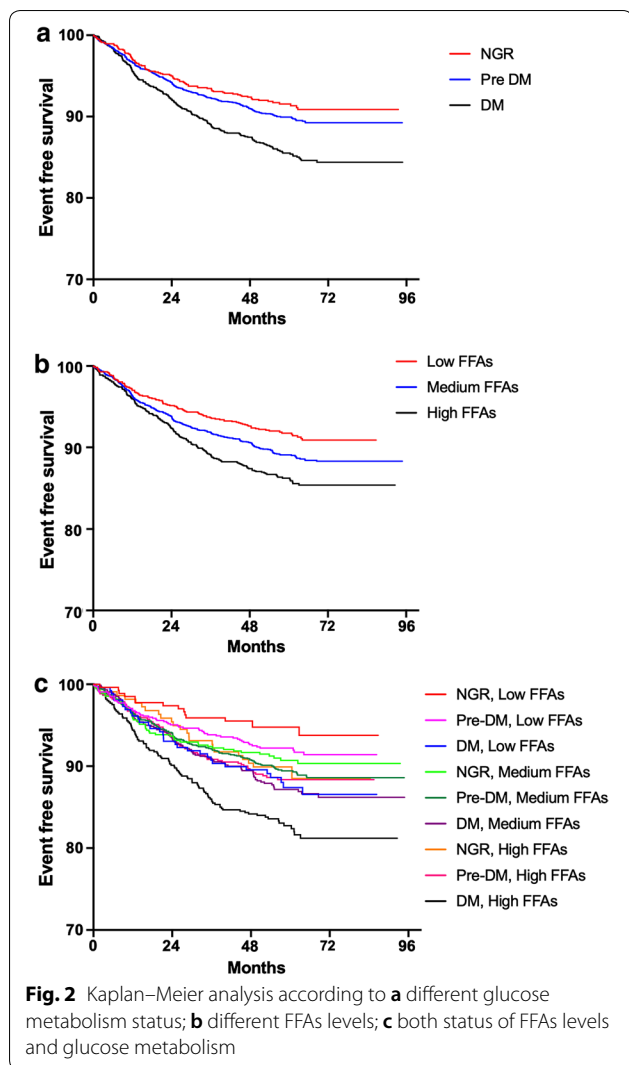 a
Event free survival
100
90
80
70
0 24 48 72 96
Months
NGR
Pre DM
DM
b
Event free survival
100
90
80
70
0 24 48 72 96
Months
Low FFAs
Medium FFAs
High FFAs
c
Event free survival
100
90
80
70
0 24 48 72 96
Months
NGR, Low FFAs
Pre-DM, Low FFAs
DM, Low FFAs
NGR, Medium FFAs
Pre-DM, Medium FFAs
DM, Medium FFAs
NGR, High FFAs
Pre-DM, High FFAs
DM, High FFAs
Fig. 2 Kaplan–Meier analysis according to a different glucose
metabolism status; b different FFAs levels; c both status of FFAs levels
and glucose metabolism